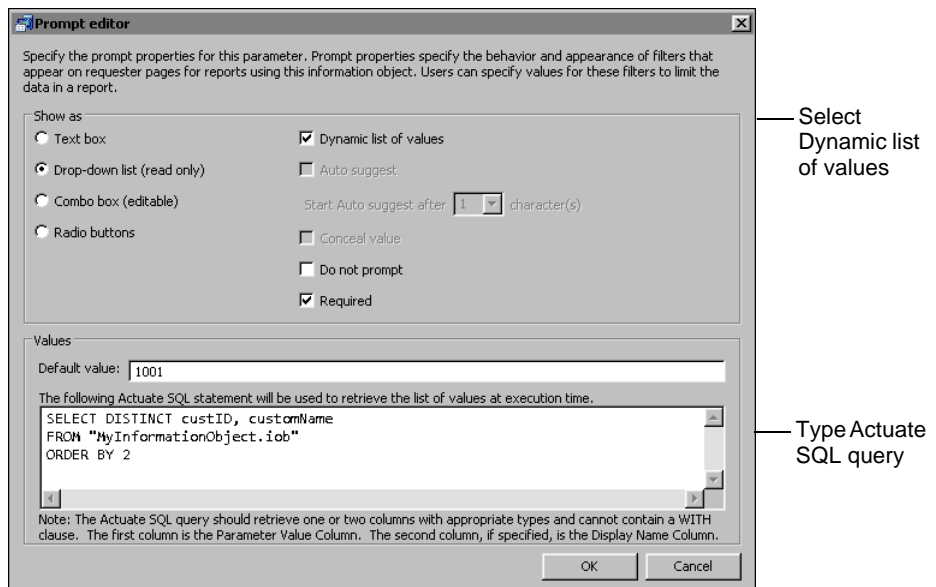 Prompt editor
Specify the prompt properties for this parameter. Prompt properties specify the behavior and appearance of filters that
appear on requester pages for reports using this information object. Users can specify values for these filters to limit the
data in a report.
Show as
Text box
Dynamic list of values
Drop-down list (read only)
Auto suggest
Combo box (editable)
Start Auto suggest after 1 character(s)
Radio buttons
Conceal value
Do not prompt
Required
Select
Dynamic list
of values
Values
Default value: 1001
The following Actuate SQL statement will be used to retrieve the list of values at execution time.
SELECT DISTINCT custID, customName
FROM "MyInformationObject.iob"
ORDER BY 2
Type Actuate
SQL query
Note: The Actuate SQL query should retrieve one or two columns with appropriate types and cannot contain a WITH
clause. The first column is the Parameter Value Column. The second column, if specified, is the Display Name Column.
OK
Cancel